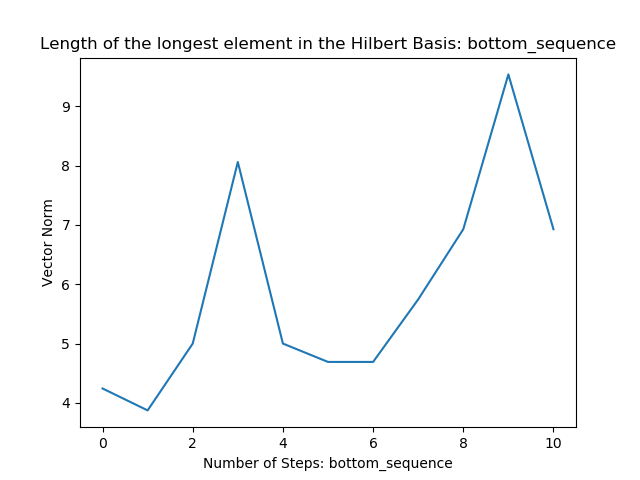 Length of the longest element in the Hilbert Basis: bottom_sequence
Vector Norm
9
8
7
6
5
4
0 2 4 6 8 10
Number of Steps: bottom_sequence